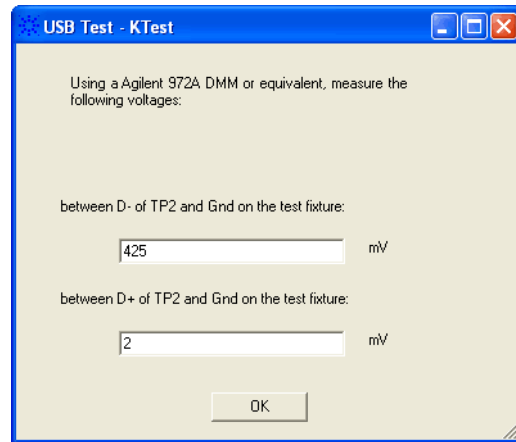 USB Test - KTest
Using a Agilent 972A DMM or equivalent, measure the
following voltages:
between D- of TP2 and Gnd on the test fixture:
425 mV
between D+ of TP2 and Gnd on the test fixture:
2 mV
OK